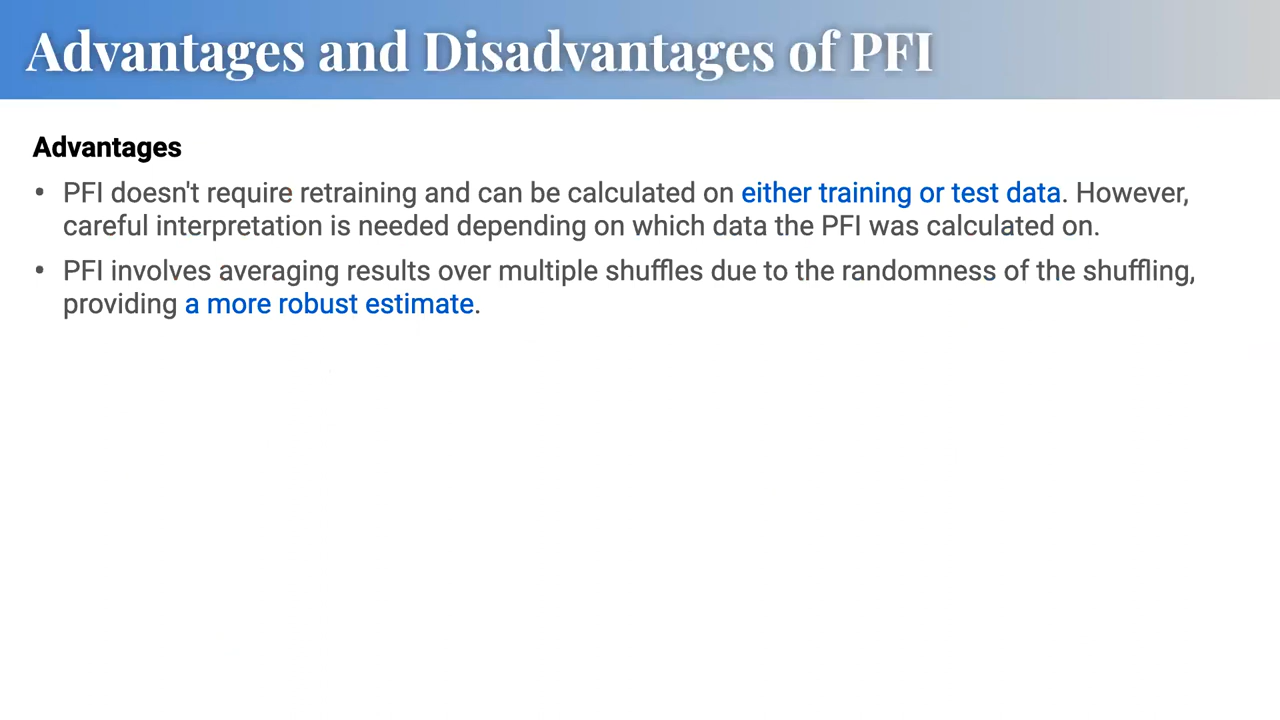 Advantages and Disadvantages of PFI
Advantages
• PFI doesn't require retraining and can be calculated on either training or test data. However,
careful interpretation is needed depending on which data the PFI was calculated on.
• PFI involves averaging results over multiple shuffles due to the randomness of the shuffling,
providing a more robust estimate.